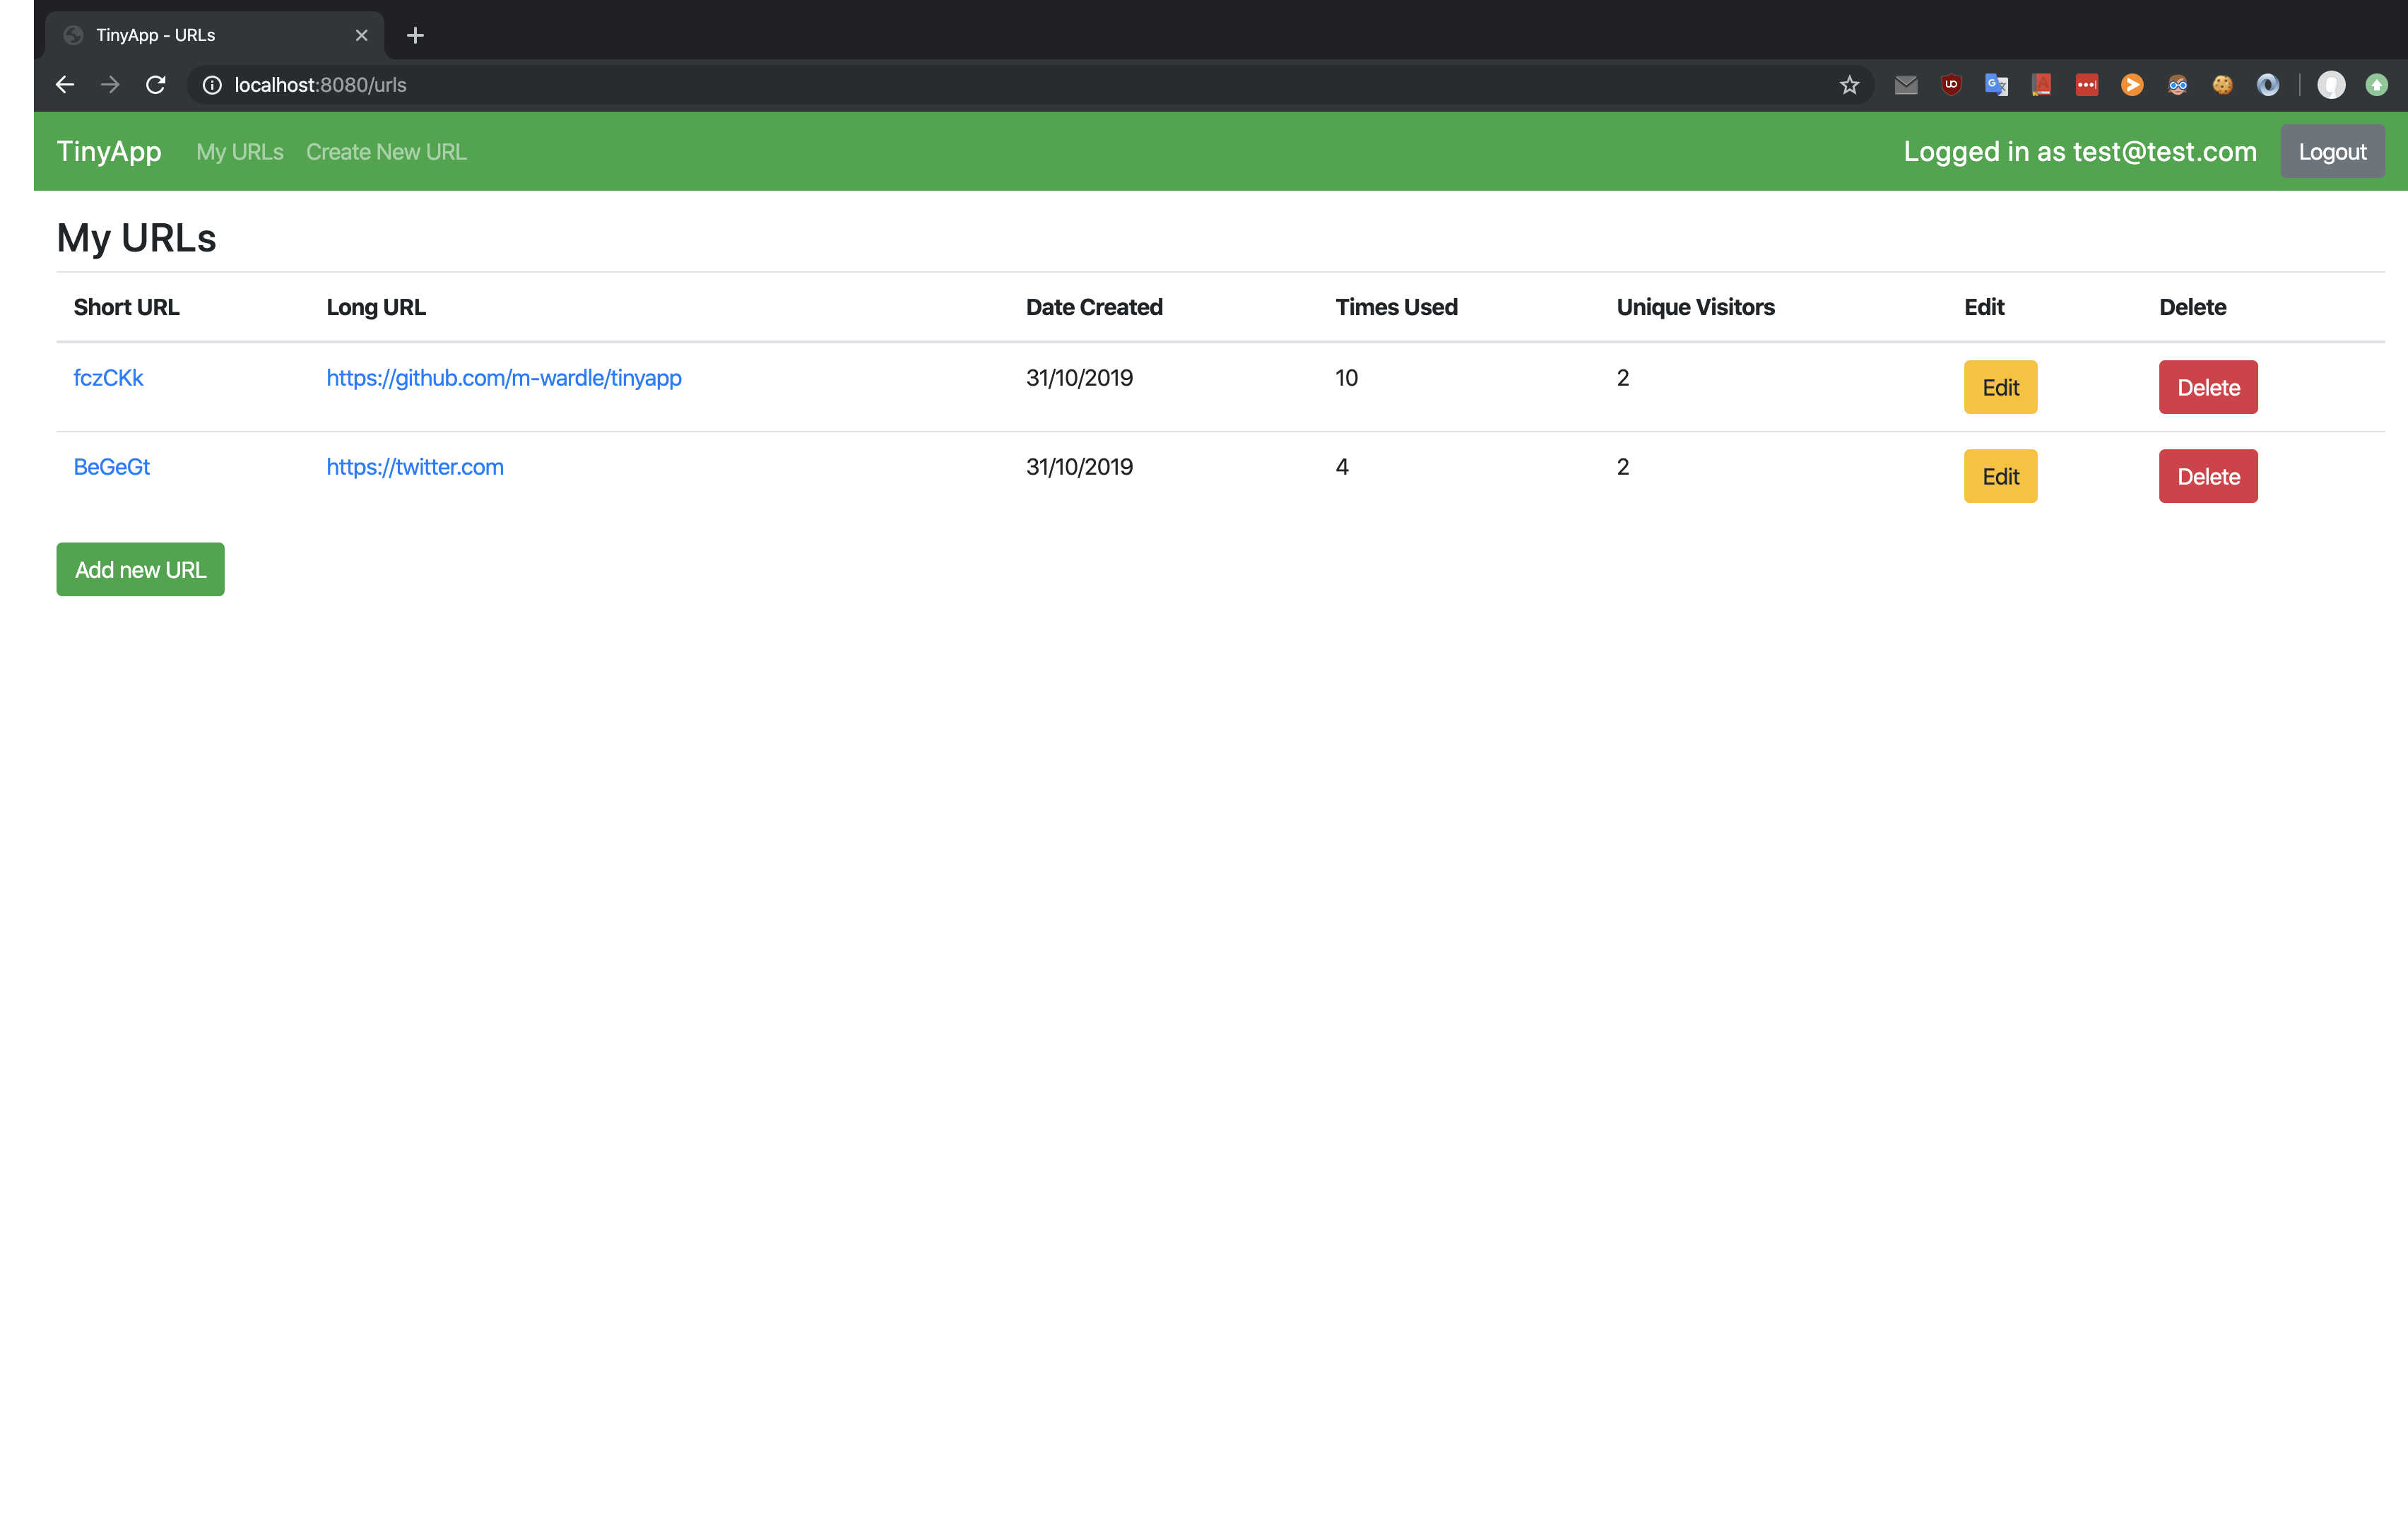 TinyApp - URLs
localhost:8080/urls
TinyApp My URLs Create New URL Logged in as test@test.com Logout
My URLs
Short URL Long URL Date Created Times Used Unique Visitors Edit Delete
fczCKk https://github.com/m-wardle/tinyapp 31/10/2019 10 2 Edit Delete
BeGeGt https://twitter.com 31/10/2019 4 2 Edit Delete
Add new URL